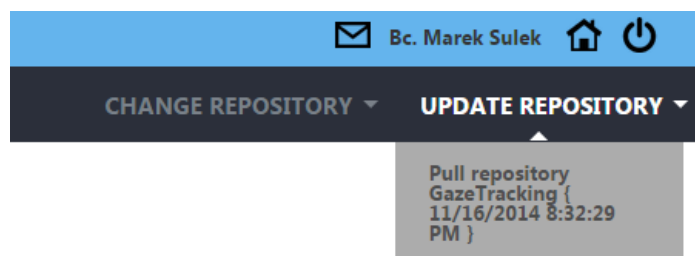 Bc. Marek Sulek
CHANGE REPOSITORY UPDATE REPOSITORY
Pull repository
GazeTracking {
11/16/2014 8:32:29
PM }